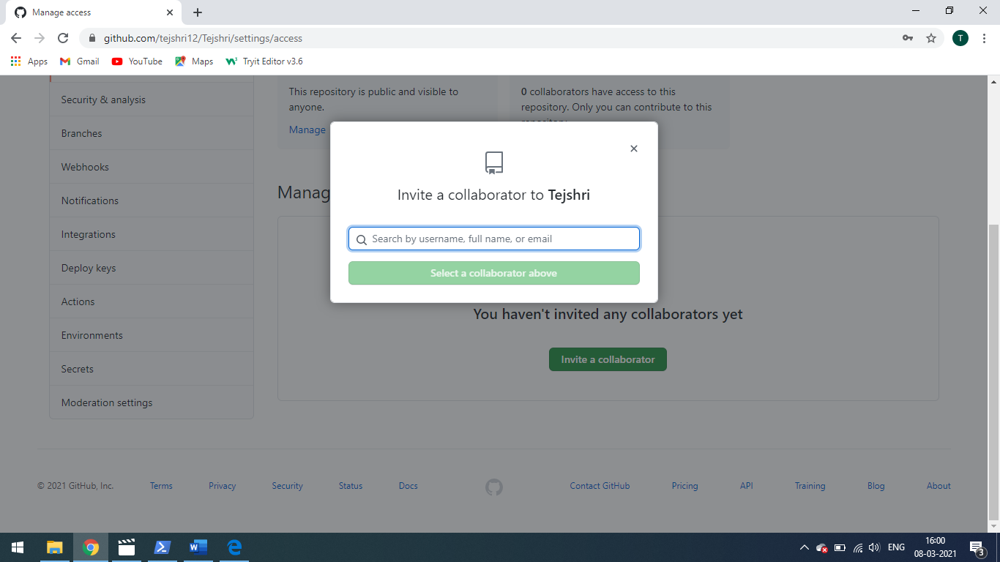 Manage access
github.com/tejshri12/Tejshri/settings/access
T
Apps Gmail YouTube Maps Tryit Editor v3.6
Security & analysis
Branches
Webhooks
Notifications
Integrations
Deploy keys
Actions
Environments
Secrets
Moderation settings
This repository is public and visible to
anyone.
Manage
0 collaborators have access to this
repository. Only you can contribute to this
repository.
Manag
Invite a collaborator to Tejshri
Search by username, full name, or email
Select a collaborator above
You haven't invited any collaborators yet
Invite a collaborator
© 2021 GitHub, Inc. Terms Privacy Security Status Docs Contact GitHub Pricing API Training Blog About
ENG
16:00
08-03-2021
3